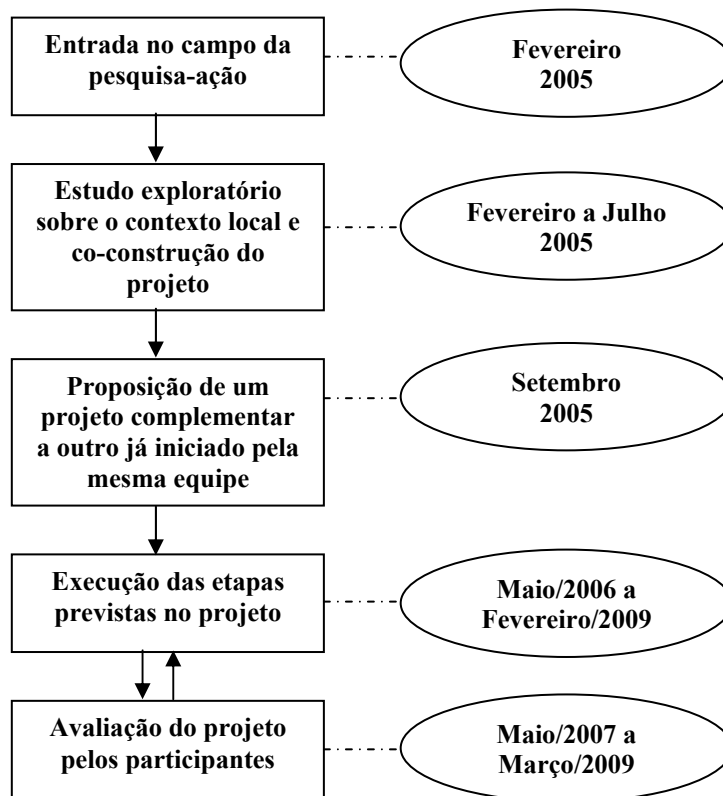 Entrada no campo da
pesquisa-ação
Fevereiro
2005
Estudo exploratório
sobre o contexto local e
co-construção do
projeto
Fevereiro a Julho
2005
Proposição de um
projeto complementar
a outro já iniciado pela
mesma equipe
Setembro
2005
Execução das etapas
previstas no projeto
Maio/2006 a
Fevereiro/2009
Avaliação do projeto
pelos participantes
Maio/2007 a
Março/2009